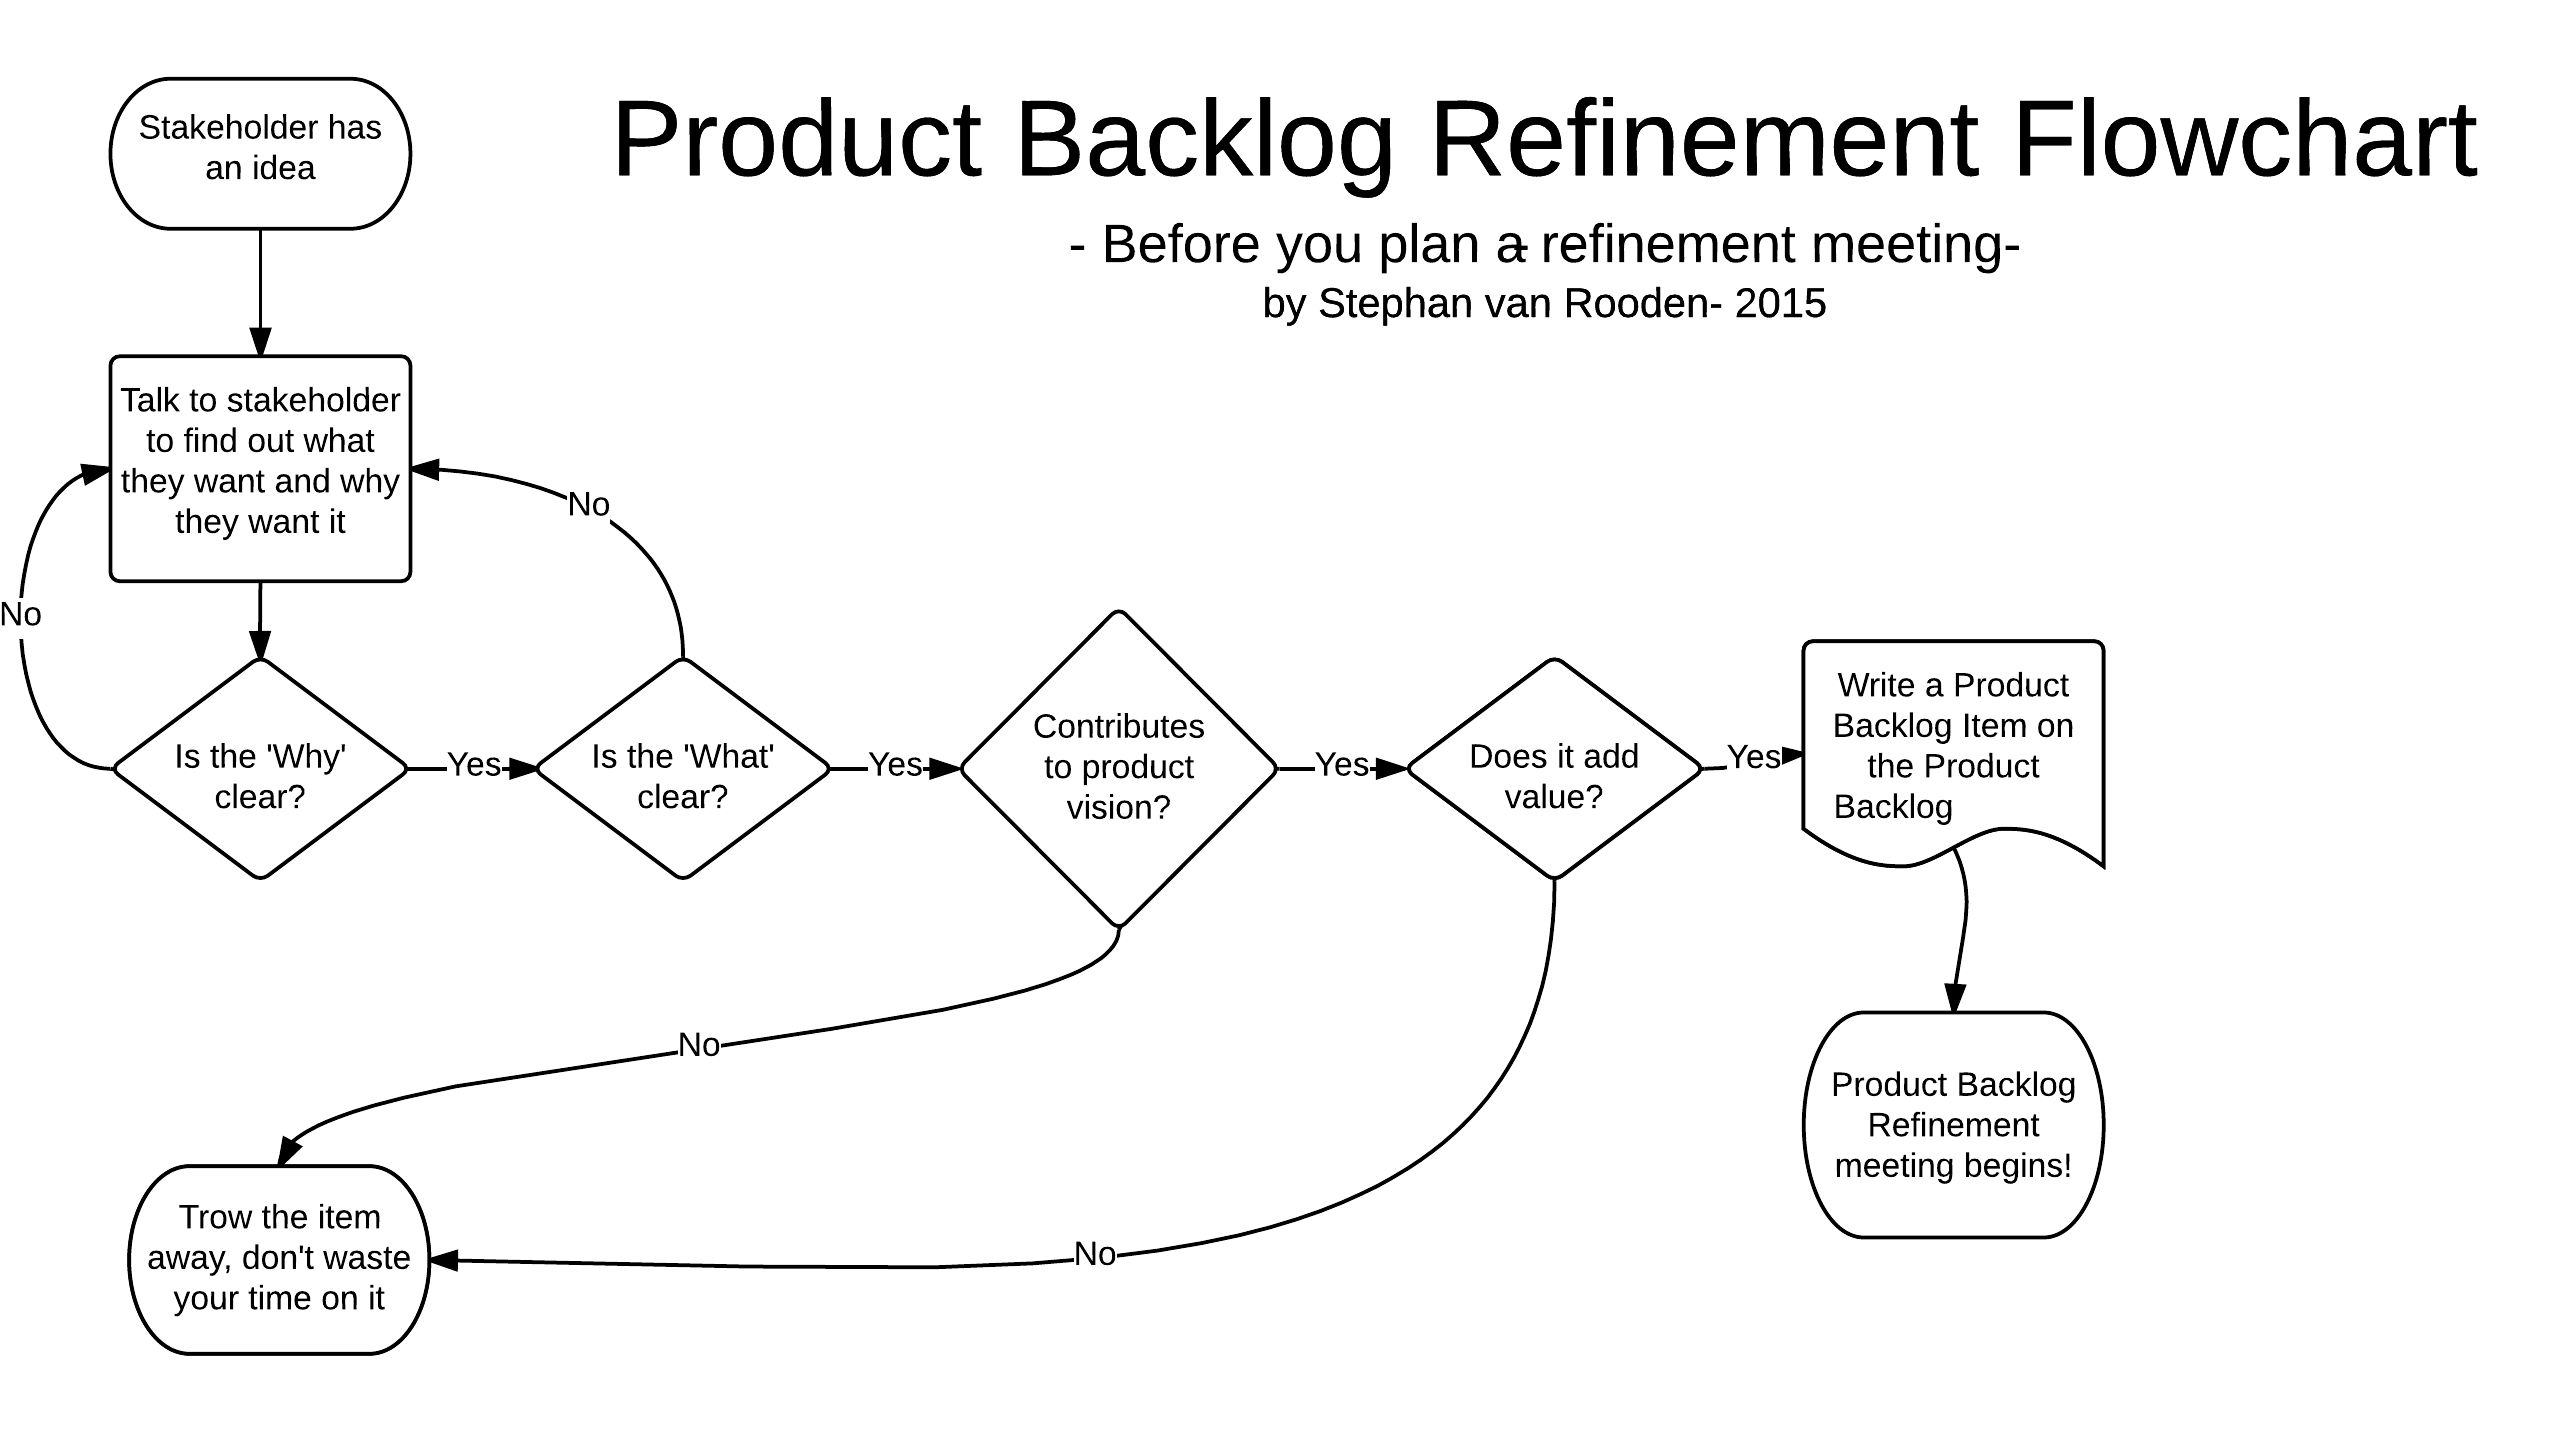 Product Backlog Refinement Flowchart
- Before you plan a refinement meeting-
by Stephan van Rooden- 2015
Stakeholder has
an idea
Talk to stakeholder
to find out what
they want and why
they want it
No
No
Is the 'Why'
clear?
Yes
Is the 'What'
clear?
Yes
Contributes
to product
vision?
Yes
Does it add
value?
Yes
Write a Product
Backlog Item on
the Product
Backlog
No
No
Product Backlog
Refinement
meeting begins!
Trow the item
away, don't waste
your time on it